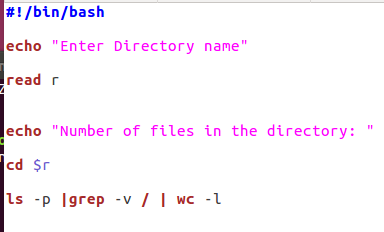 #!/bin/bash
echo "Enter Directory name"
read r
echo "Number of files in the directory: "
cd $r
ls -p |grep -v / | wc -l